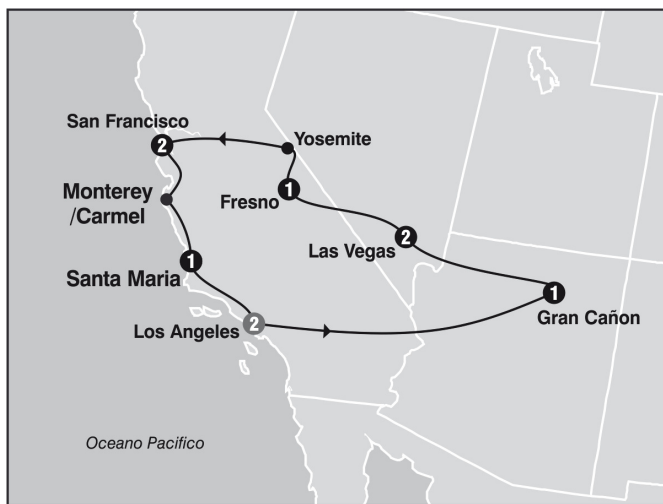 San Francisco
2
Yosemite
Monterey
/Carmel
Fresno
1
Las Vegas
2
Santa Maria
1
Gran Cañon
1
Los Angeles
2
Oceano Pacifico